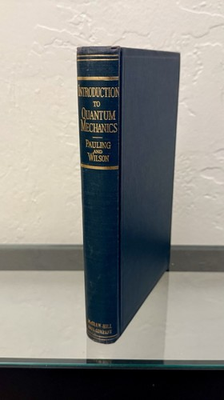 INTRODUCTION
TO
QUANTUM
MECHANICS
PAULING
AND
WILSON
MCGRAW-HILL